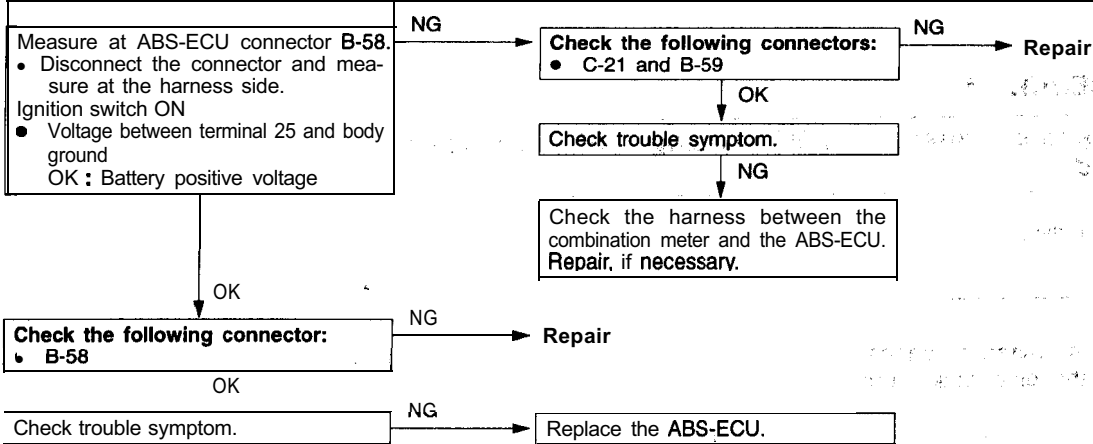 Measure at ABS-ECU connector B-58.
• Disconnect the connector and mea-
sure at the harness side.
Ignition switch ON
• Voltage between terminal 25 and body
ground
OK : Battery positive voltage
NG
Check the following connectors:
• C-21 and B-59
NG
Repair
OK
Check trouble symptom.
NG
Check the harness between the
combination meter and the ABS-ECU.
Repair, if necessary.
OK
Check the following connector:
• B-58
NG
Repair
OK
Check trouble symptom.
NG
Replace the ABS-ECU.